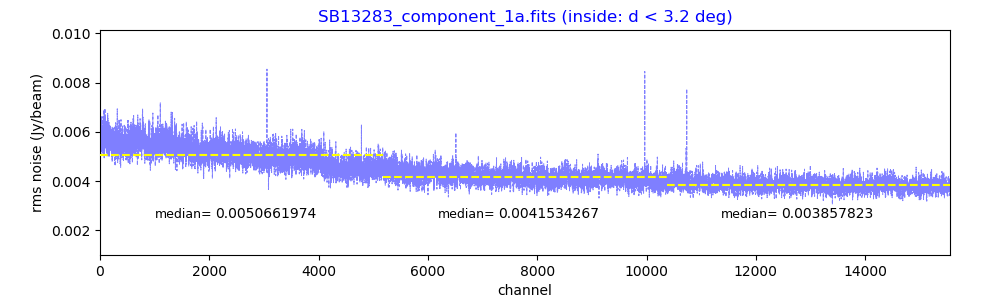 SB13283_component_1a.fits (inside: d < 3.2 deg)
0.010
0.008
0.006
0.004
0.002
rms noise (Jy/beam)
median= 0.0050661974 median= 0.0041534267 median= 0.003857823
0 2000 4000 6000 8000 10000 12000 14000
channel